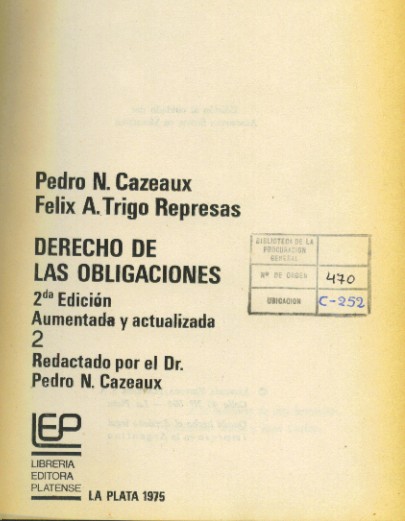 Pedro N. Cazeaux
Felix A. Trigo Represas
DERECHO DE
LAS OBLIGACIONES
2da Edición
Aumentada y actualizada
2
Redactado por el Dr.
Pedro N. Cazeaux
BIBLIOTECA DE LA
PROCURACION
GENERAL
Nº DE ORDEN 470
UBICACION C-252
LEP
LIBRERIA
EDITORA
PLATENSE
LA PLATA 1975